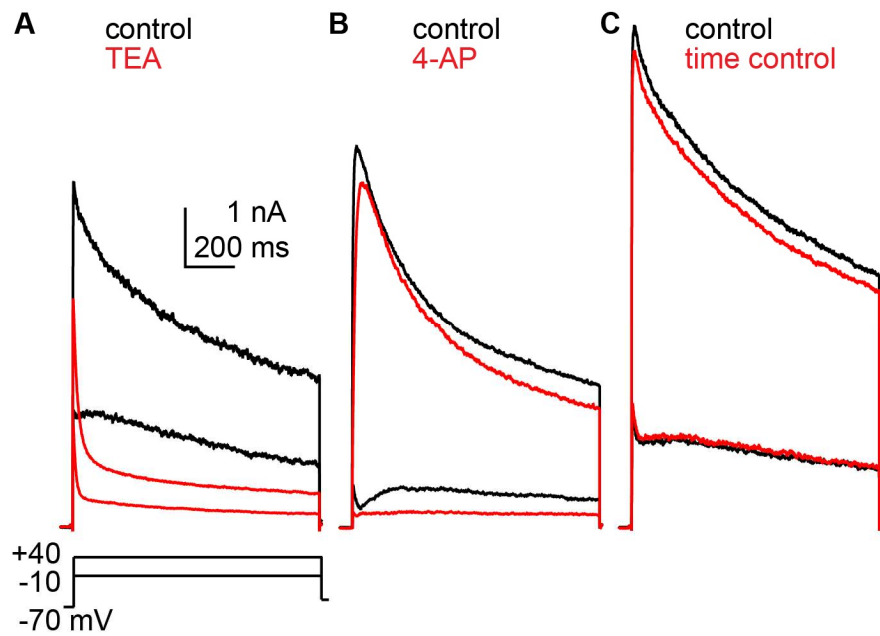 A
control
TEA
B
control
4-AP
C
control
time control
1 nA
200 ms
+40
-10
-70 mV